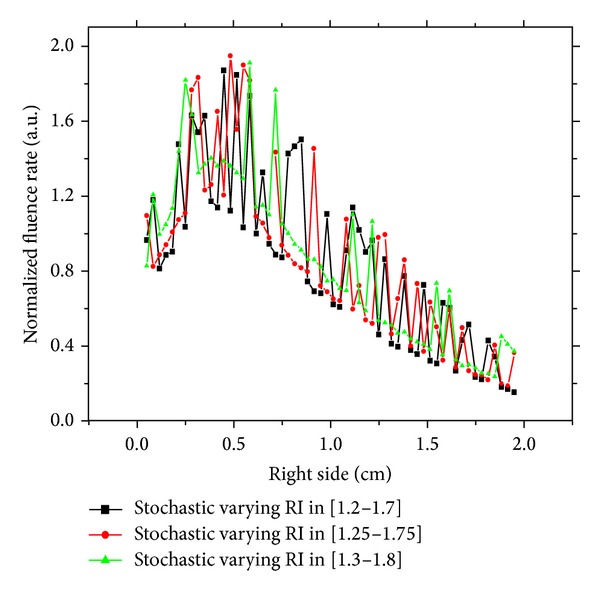 2.0
1.6
1.2
0.8
0.4
0.0
Normalized fluence rate (a.u.)
0.0 0.5 1.0 1.5 2.0
Right side (cm)
Stochastic varying RI in [1.2–1.7]
Stochastic varying RI in [1.25–1.75]
Stochastic varying RI in [1.3–1.8]